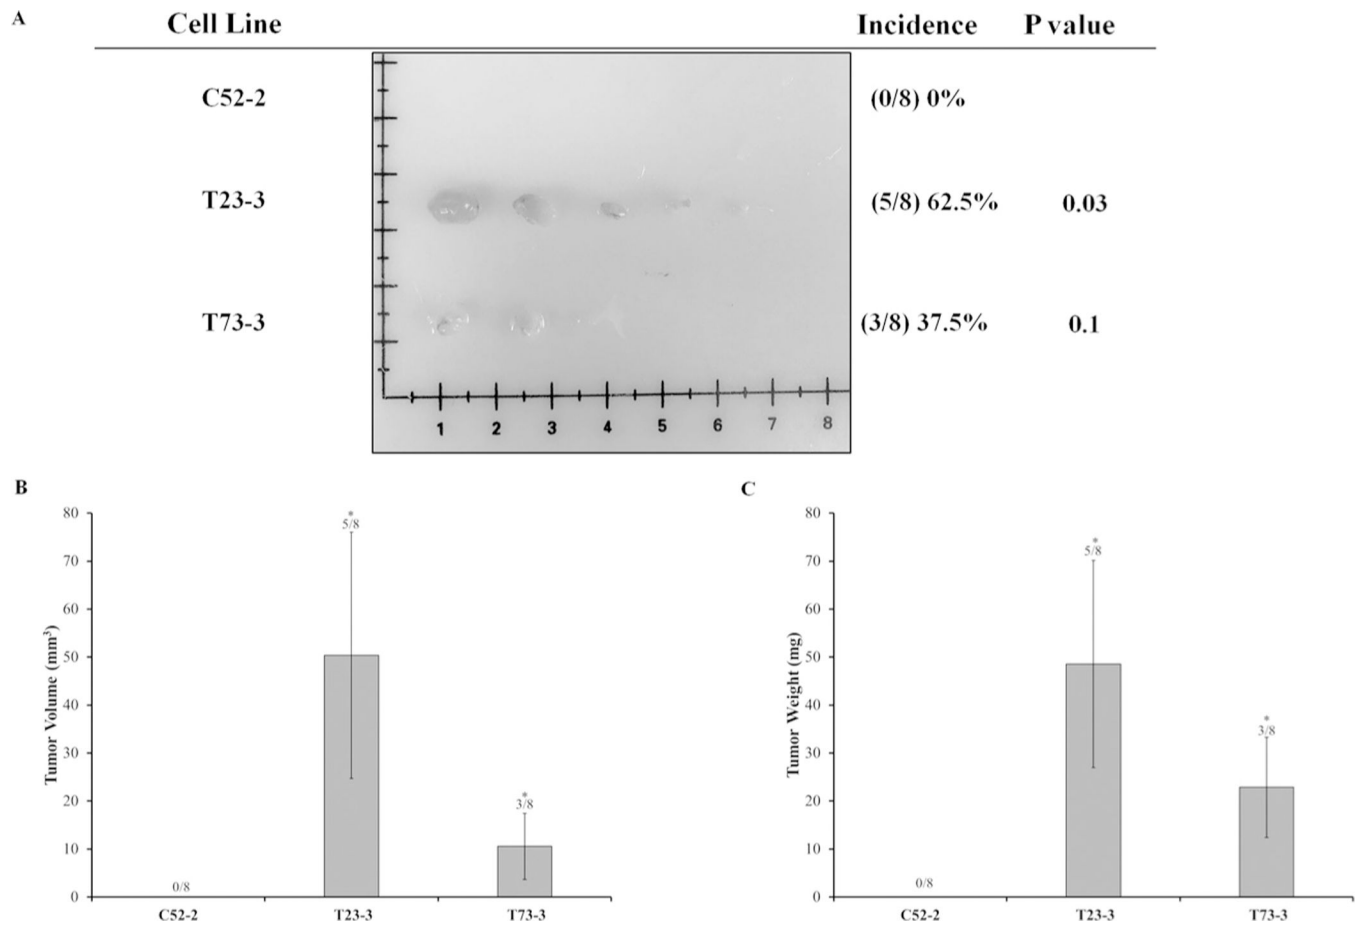 A
Cell Line Incidence P value
C52-2 (0/8) 0%
T23-3 (5/8) 62.5% 0.03
T73-3 (3/8) 37.5% 0.1
1 2 3 4 5 6 7 8
B
Tumor Volume (mm³)
80
70
60
50
40
30
20
10
0
0/8
*
5/8
*
3/8
C52-2 T23-3 T73-3
C
Tumor Weight (mg)
80
70
60
50
40
30
20
10
0
0/8
*
5/8
*
3/8
C52-2 T23-3 T73-3